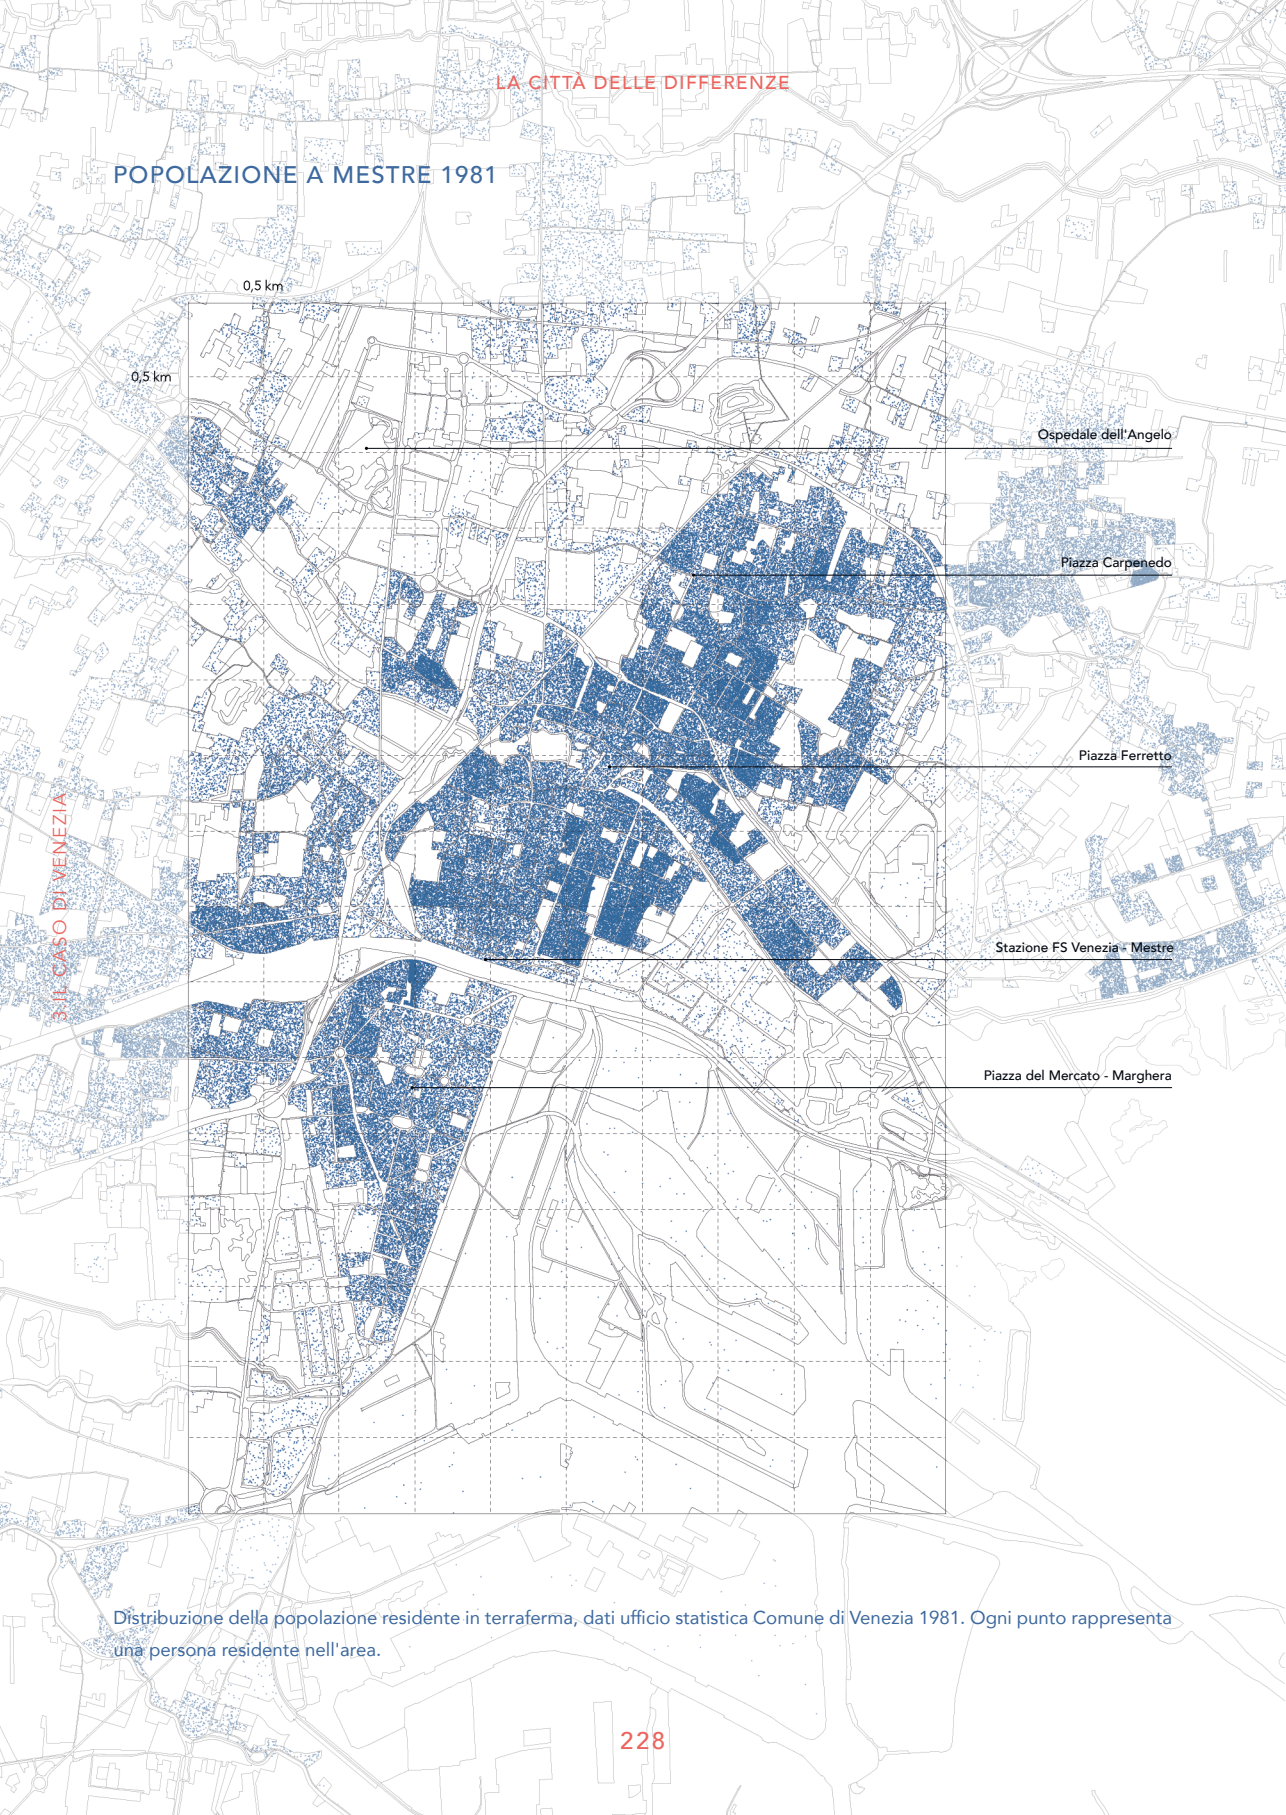 LA CITTÀ DELLE DIFFERENZE
POPOLAZIONE A MESTRE 1981
0,5 km
0,5 km
Ospedale dell'Angelo
Piazza Carpenedo
Piazza Ferretto
3.IL CASO DI VENEZIA
Stazione FS Venezia - Mestre
Piazza del Mercato - Marghera
Distribuzione della popolazione residente in terraferma, dati ufficio statistica Comune di Venezia 1981. Ogni punto rappresenta
una persona residente nell'area.
228